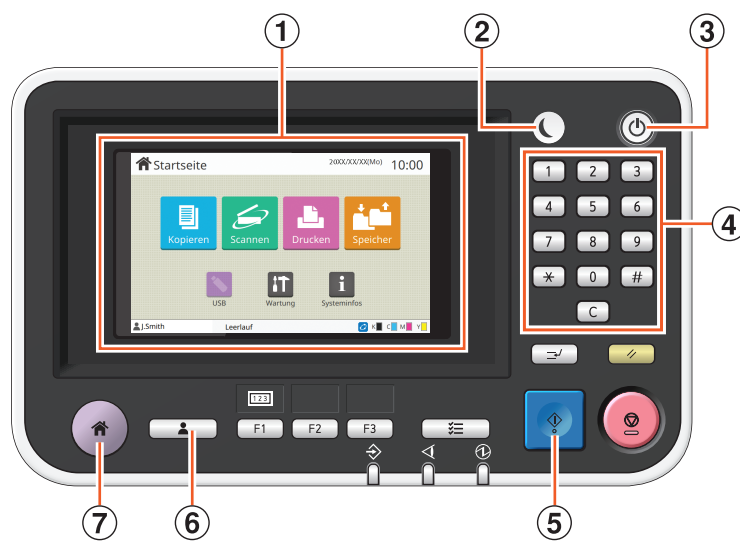 1 2 3
Startseite 20XX/XX/XX(Mo) 10:00
1 2 3
Kopieren Scannen Drucken Speicher
4 5 6
4
7 8 9
* 0 #
USB Wartung Systeminfos
C
J.Smith Leerlauf K C M Y
123
F1 F2 F3
7 6 5